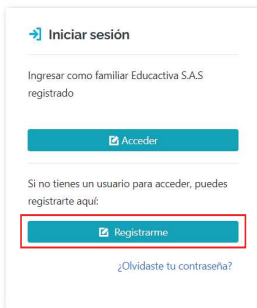 Iniciar sesión
Ingresar como familiar Educactiva S.A.S
registrado
Acceder
Si no tienes un usuario para acceder, puedes
registrarte aquí:
Registrarme
¿Olvidaste tu contraseña?